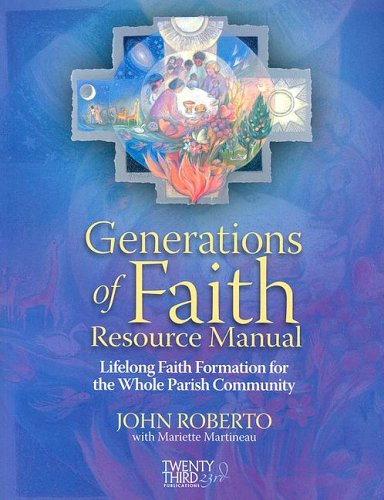 Generations
of Faith
Resource Manual
Lifelong Faith Formation for
the Whole Parish Community
JOHN ROBERTO
with Mariette Martineau
TWENTY
THIRD 23rd
PUBLICATIONS